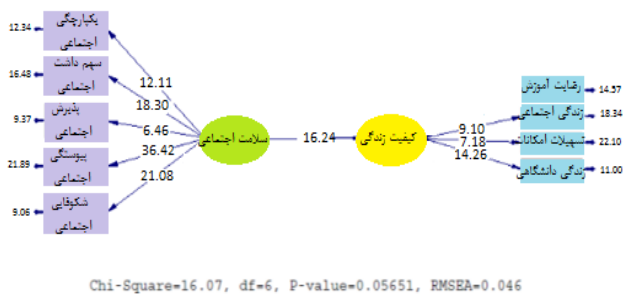 12.34
یکپارچگی
اجتماعی
16.48
سهم داشت
اجتماعی
9.37
پذیرش
اجتماعی
21.89
پیوستگی
اجتماعی
9.06
شکوفایی
اجتماعی
12.11
18.30
6.46
36.42
21.08
سلامت اجتماعی
16.24
کیفیت زندگی
9.10
7.18
14.26
رضایت آموزش
14.57
زندگی اجتماعی
18.34
تسهیلات امکانات
22.10
زندگی دانشگاهی
11.00
Chi-Square=16.07, df=6, P-value=0.05651, RMSEA=0.046